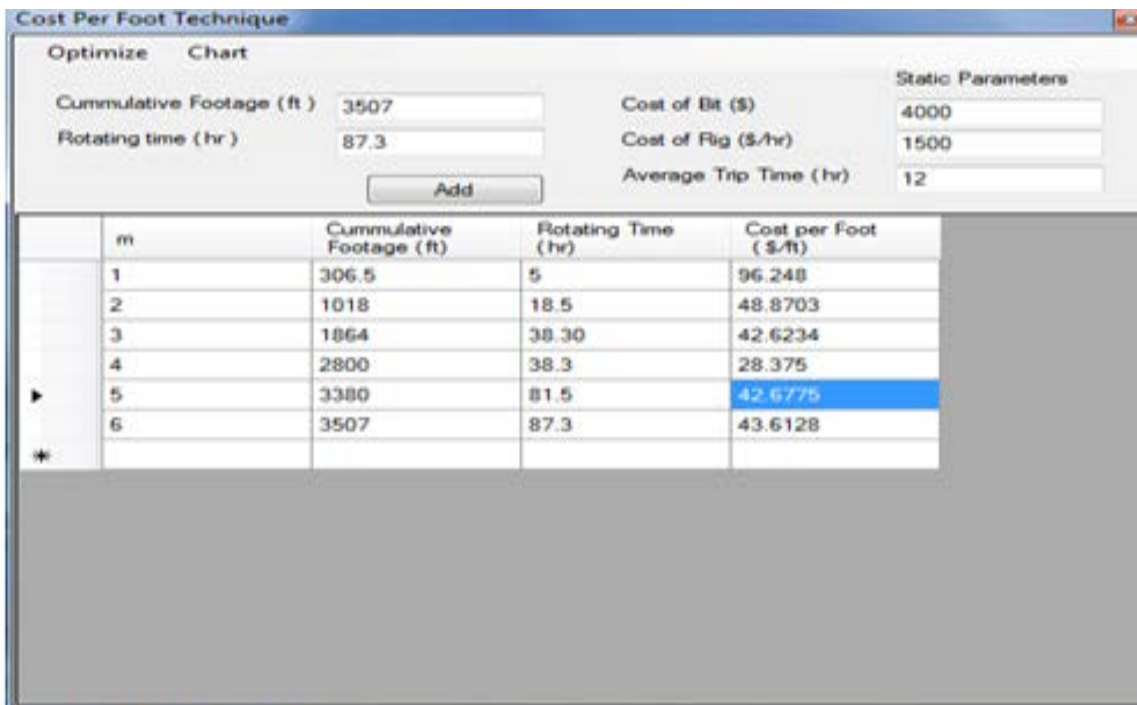 Cost Per Foot Technique
Optimize Chart
Static Parameters
Cummulative Footage (ft ) 3507 Cost of Bit ($) 4000
Rotating time ( hr ) 87.3 Cost of Rig ($/hr) 1500
Add Average Trip Time ( hr) 12
m Cummulative Footage (ft) Rotating Time (hr) Cost per Foot ( $/ft)
1 306.5 5 96.248
2 1018 18.5 48.8703
3 1864 38.30 42.6234
4 2800 38.3 28.375
5 3380 81.5 42.6775
6 3507 87.3 43.6128